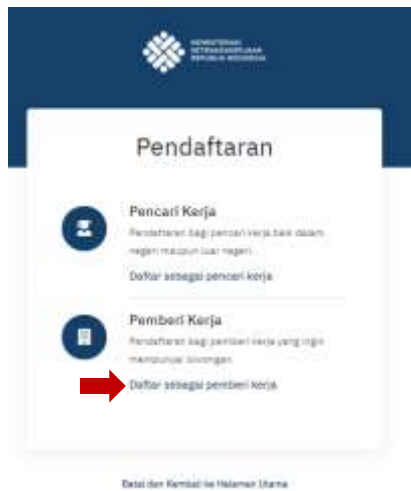 KEMENTERIAN
KETENAGAKERJAAN
REPUBLIK INDONESIA
Pendaftaran
Pencari Kerja
Pendaftaran bagi pencari kerja baik dalam
negeri maupun luar negeri.
Daftar sebagai pencari kerja
Pemberi Kerja
Pendaftaran bagi pemberi kerja yang ingin
mempunyai lowongan.
Daftar sebagai pemberi kerja
Batal dan Kembali ke Halaman Utama